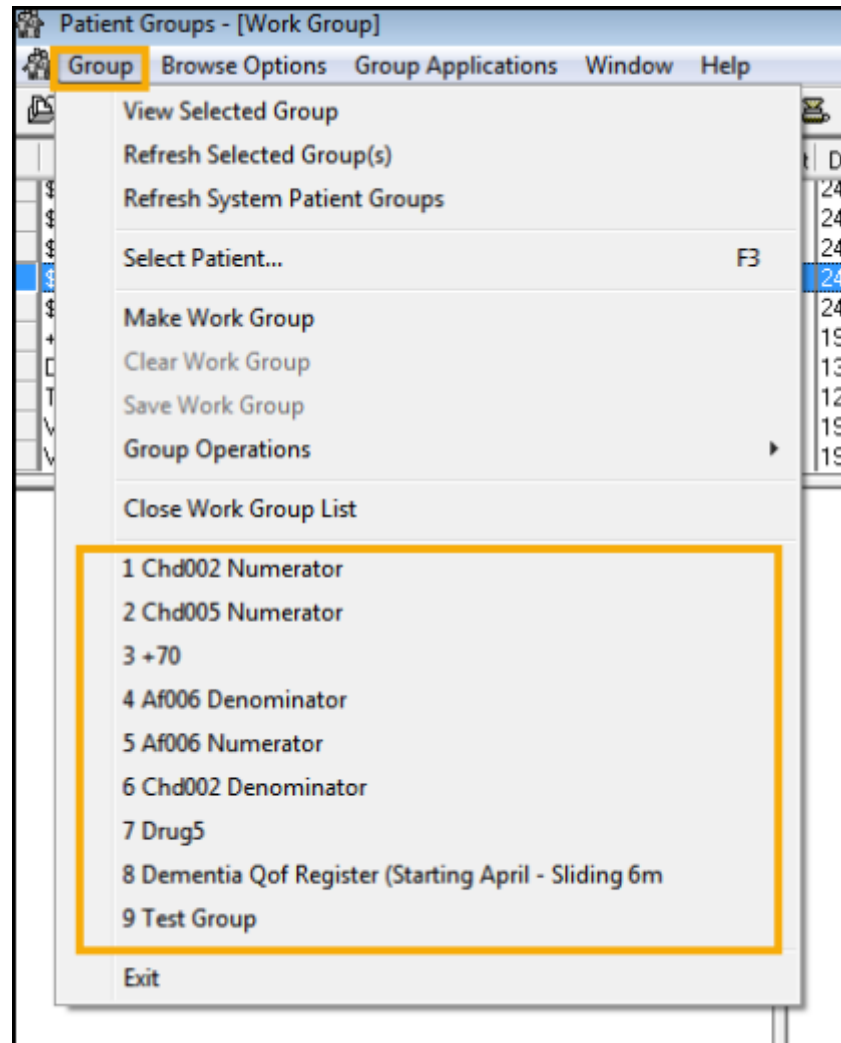 Patient Groups - [Work Group]
Group Browse Options Group Applications Window Help
View Selected Group
Refresh Selected Group(s)
Refresh System Patient Groups
Select Patient... F3
Make Work Group
Clear Work Group
Save Work Group
Group Operations
Close Work Group List
1 Chd002 Numerator
2 Chd005 Numerator
3 +70
4 Af006 Denominator
5 Af006 Numerator
6 Chd002 Denominator
7 Drug5
8 Dementia Qof Register (Starting April - Sliding 6m
9 Test Group
Exit